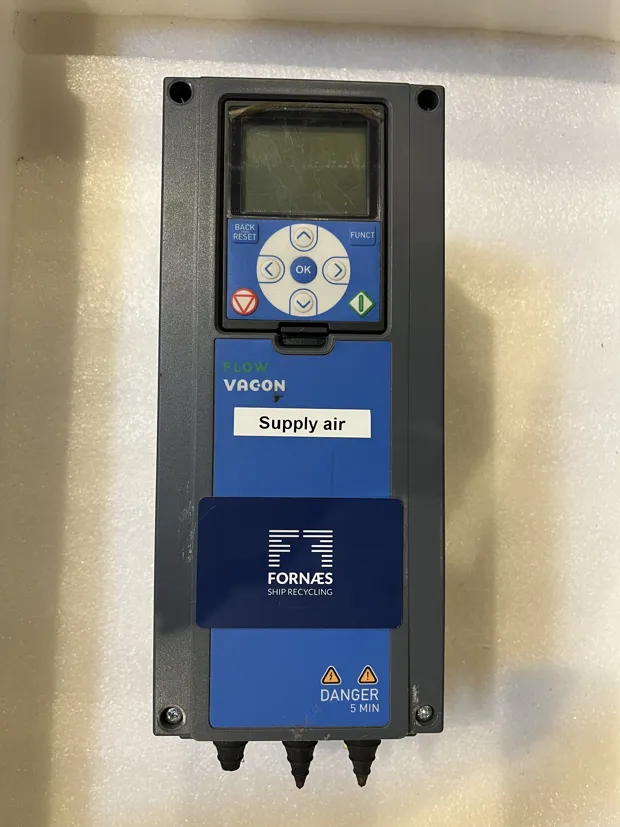 BACK
RESET
FUNCT
OK
FLOW
VACON
Supply air
FORNÆS
SHIP RECYCLING
DANGER
5 MIN